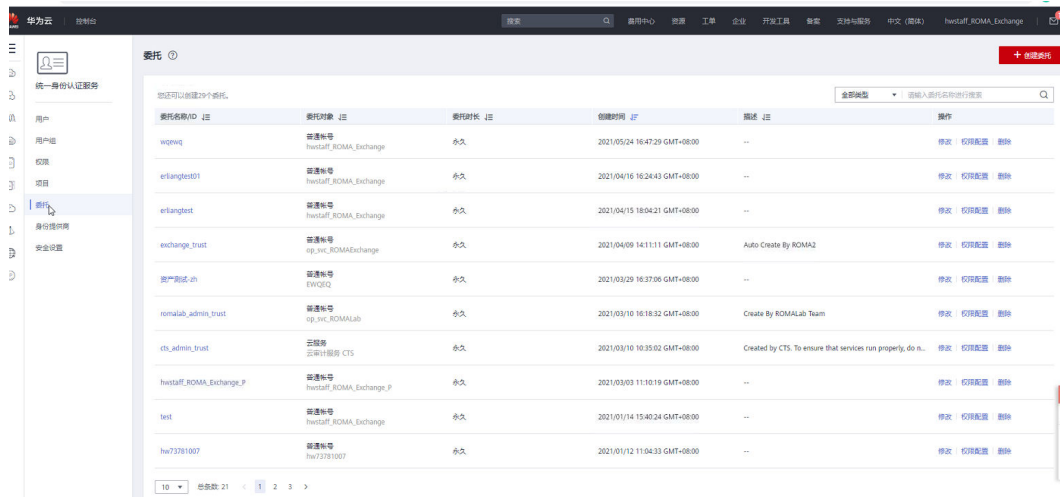 华为云 控制台 搜索 费用中心 资源 工单 企业 开发工具 备案 支持与服务 中文 (简体) hwstaff_ROMA_Exchange
统一身份认证服务
用户
用户组
权限
项目
委托
身份提供商
安全设置
委托
+ 创建委托
您还可以创建29个委托。
全部类型 请输入委托名称进行搜索
委托名称/ID 委托对象 委托时长 创建时间 描述 操作
wqewq 普通帐号 永久 2021/05/24 16:47:29 GMT+08:00 -- 修改 权限配置 删除
hwstaff_ROMA_Exchange
erliangtest01 普通帐号 永久 2021/04/16 16:24:43 GMT+08:00 -- 修改 权限配置 删除
hwstaff_ROMA_Exchange
erliangtest 普通帐号 永久 2021/04/15 18:04:21 GMT+08:00 -- 修改 权限配置 删除
hwstaff_ROMA_Exchange
exchange_trust 普通帐号 永久 2021/04/09 14:11:11 GMT+08:00 Auto Create By ROMA2 修改 权限配置 删除
op_svc_ROMAExchange
资产测试-zh 普通帐号 永久 2021/03/29 16:37:06 GMT+08:00 -- 修改 权限配置 删除
EWQEQ
romalab_admin_trust 普通帐号 永久 2021/03/10 16:18:32 GMT+08:00 Create By ROMALab Team 修改 权限配置 删除
op_svc_ROMALab
cts_admin_trust 云服务 永久 2021/03/10 10:35:02 GMT+08:00 Created by CTS. To ensure that services run properly, do n... 修改 权限配置 删除
云审计服务 CTS
hwstaff_ROMA_Exchange_P 普通帐号 永久 2021/03/03 11:10:19 GMT+08:00 -- 修改 权限配置 删除
hwstaff_ROMA_Exchange_P
test 普通帐号 永久 2021/01/14 15:40:24 GMT+08:00 -- 修改 权限配置 删除
hwstaff_ROMA_Exchange
hw73781007 普通帐号 永久 2021/01/12 11:04:33 GMT+08:00 -- 修改 权限配置 删除
hw73781007
10 总条数: 21 < 1 2 3 >